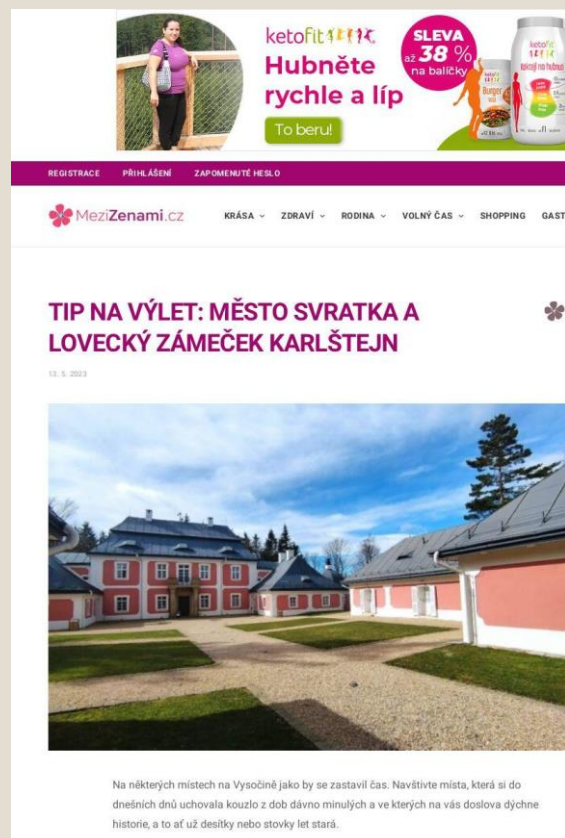 ketofit
Hubněte
rychle a líp
To beru!
SLEVA
až 38 %
na balíčky
REGISTRACE PŘIHLÁŠENÍ ZAPOMENUTÉ HESLO
MeziZenami.cz KRÁSA ZDRAVÍ RODINA VOLNÝ ČAS SHOPPING GAST
TIP NA VÝLET: MĚSTO SVRATKA A
LOVECKÝ ZÁMEČEK KARLŠTEJN
Na některých místech na Vysočině jako by se zastavil čas. Navštivte místa, která si do
dnešních dnů uchovala kouzlo z dob dávno minulých a ve kterých na vás doslova dýchne
historie, a to ať už desítky nebo stovky let stará.